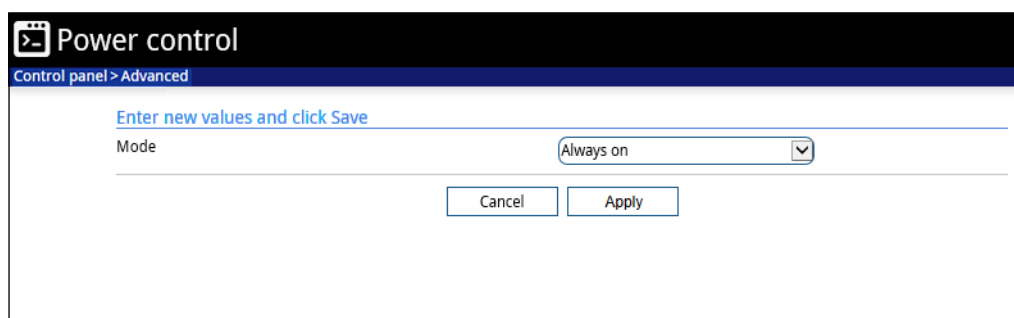 Power control
Control panel > Advanced
Enter new values and click Save
Mode Always on
Cancel Apply